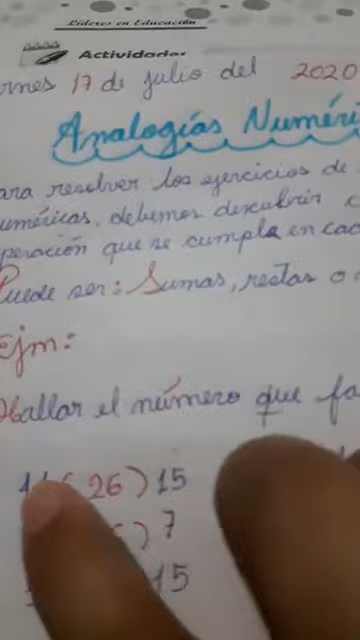 Líderes en Educación
Actividades
rnes 17 de julio del 2020
Analogías Numéri
ara resolver los ejercicios de
uméricas, debemos descubrir
peración que se cumpla en cad
Puede ser: Sumas, restas o
Ejm:
Hallar el número que fa
11 (26) 15
) 7
15